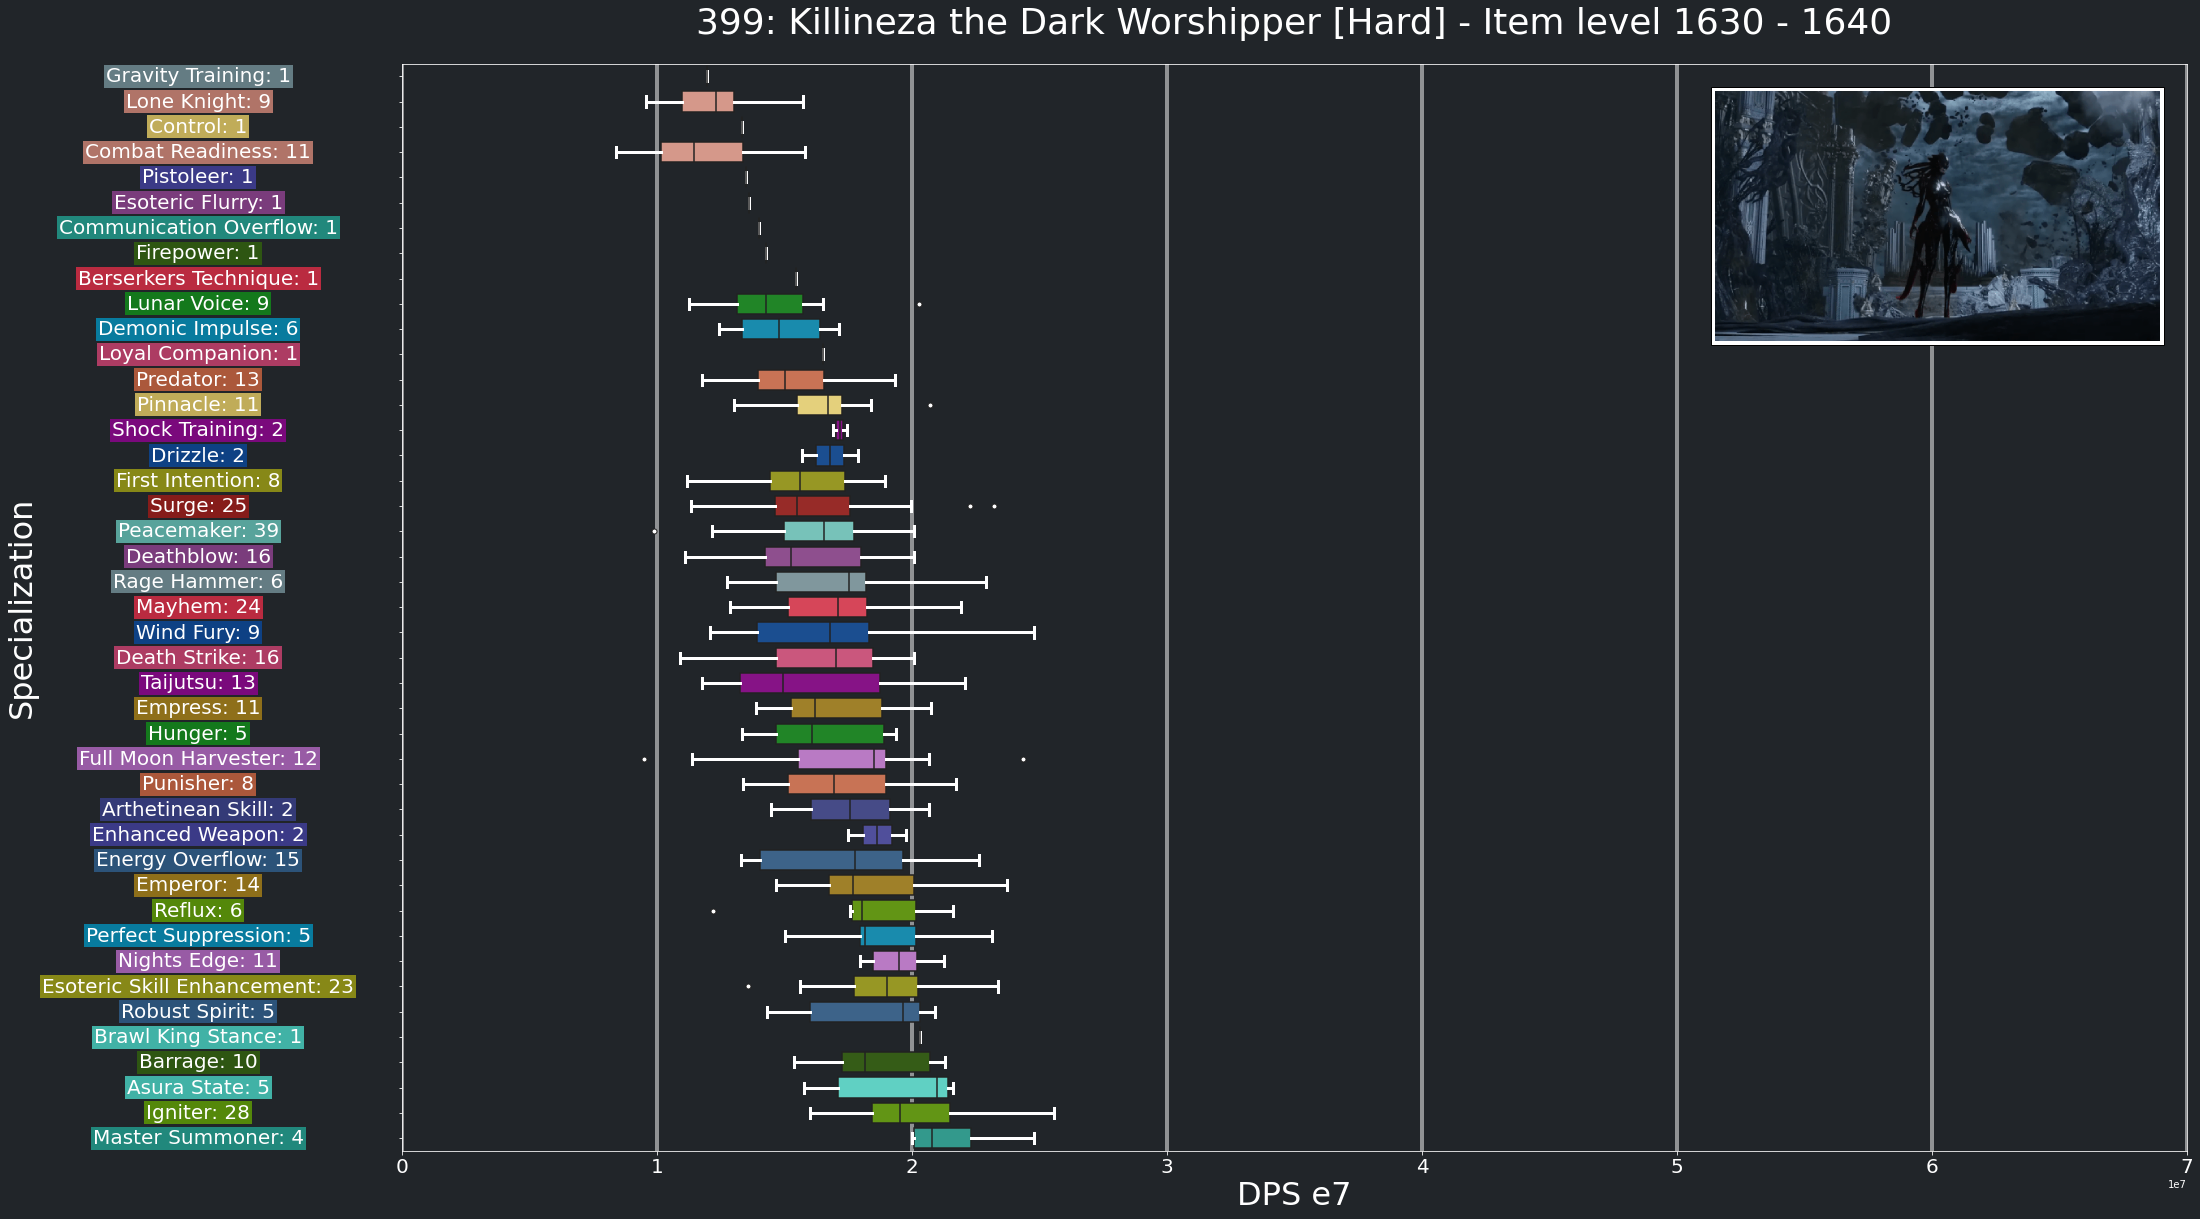 399: Killineza the Dark Worshipper [Hard] - Item level 1630 - 1640
Specialization
Gravity Training: 1
Lone Knight: 9
Control: 1
Combat Readiness: 11
Pistoleer: 1
Esoteric Flurry: 1
Communication Overflow: 1
Firepower: 1
Berserkers Technique: 1
Lunar Voice: 9
Demonic Impulse: 6
Loyal Companion: 1
Predator: 13
Pinnacle: 11
Shock Training: 2
Drizzle: 2
First Intention: 8
Surge: 25
Peacemaker: 39
Deathblow: 16
Rage Hammer: 6
Mayhem: 24
Wind Fury: 9
Death Strike: 16
Taijutsu: 13
Empress: 11
Hunger: 5
Full Moon Harvester: 12
Punisher: 8
Arthetinean Skill: 2
Enhanced Weapon: 2
Energy Overflow: 15
Emperor: 14
Reflux: 6
Perfect Suppression: 5
Nights Edge: 11
Esoteric Skill Enhancement: 23
Robust Spirit: 5
Brawl King Stance: 1
Barrage: 10
Asura State: 5
Igniter: 28
Master Summoner: 4
0 1 2 3 4 5 6 7
1e7
DPS e7